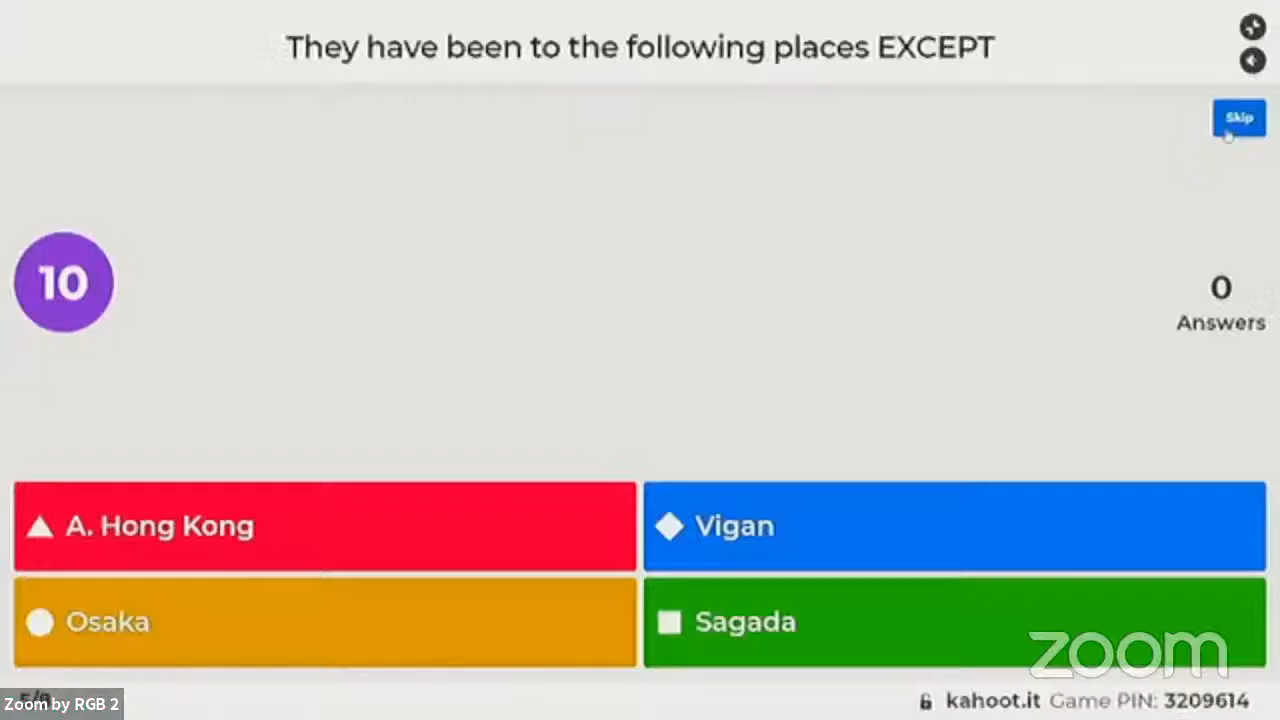 They have been to the following places EXCEPT
Skip
10
0
Answers
A. Hong Kong
Vigan
Osaka
Sagada
zoom
Zoom by RGB 2
kahoot.it Game PIN: 3209614